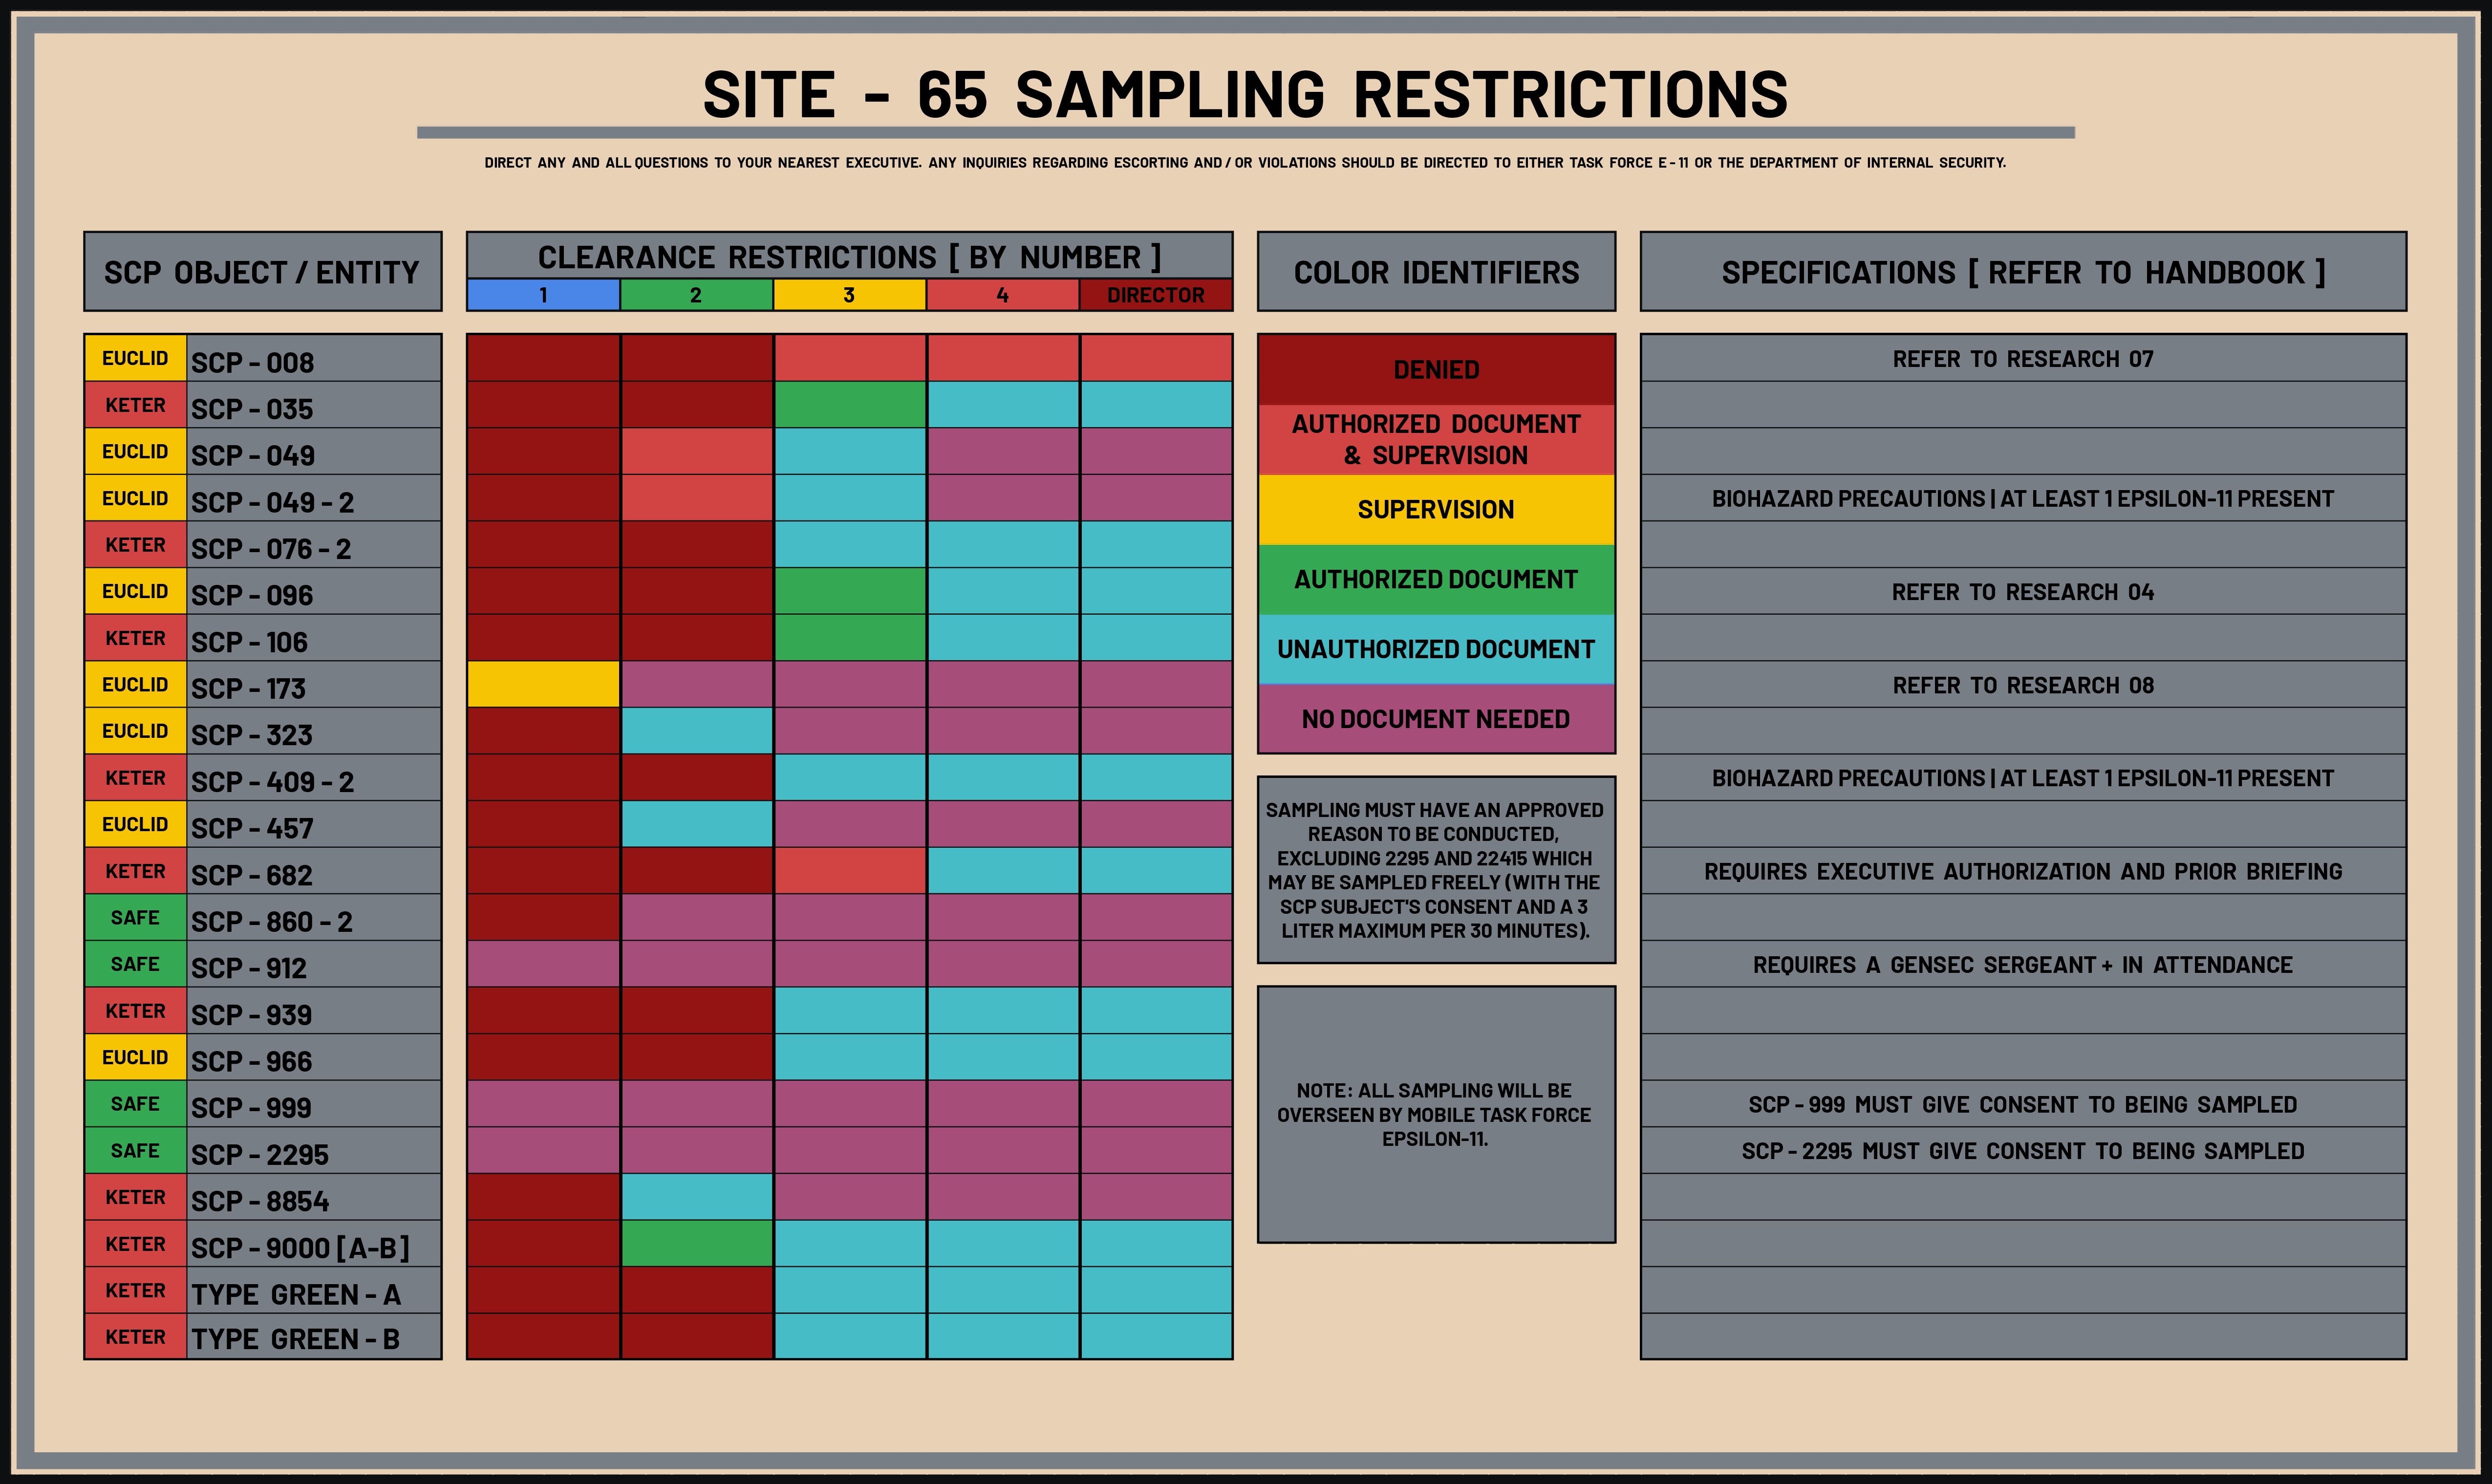 SITE - 65 SAMPLING RESTRICTIONS
DIRECT ANY AND ALL QUESTIONS TO YOUR NEAREST EXECUTIVE. ANY INQUIRIES REGARDING ESCORTING AND / OR VIOLATIONS SHOULD BE DIRECTED TO EITHER TASK FORCE E - 11 OR THE DEPARTMENT OF INTERNAL SECURITY.
SCP OBJECT / ENTITY
EUCLID SCP - 008
KETER SCP - 035
EUCLID SCP - 049
EUCLID SCP - 049 - 2
KETER SCP - 076 - 2
EUCLID SCP - 096
KETER SCP - 106
EUCLID SCP - 173
EUCLID SCP - 323
KETER SCP - 409 - 2
EUCLID SCP - 457
KETER SCP - 682
SAFE SCP - 860 - 2
SAFE SCP - 912
KETER SCP - 939
EUCLID SCP - 966
SAFE SCP - 999
SAFE SCP - 2295
KETER SCP - 8854
KETER SCP - 9000 [A-B]
KETER TYPE GREEN - A
KETER TYPE GREEN - B
CLEARANCE RESTRICTIONS [ BY NUMBER ]
1 2 3 4 DIRECTOR
COLOR IDENTIFIERS
DENIED
AUTHORIZED DOCUMENT
& SUPERVISION
SUPERVISION
AUTHORIZED DOCUMENT
UNAUTHORIZED DOCUMENT
NO DOCUMENT NEEDED
SAMPLING MUST HAVE AN APPROVED
REASON TO BE CONDUCTED,
EXCLUDING 2295 AND 22415 WHICH
MAY BE SAMPLED FREELY (WITH THE
SCP SUBJECT'S CONSENT AND A 3
LITER MAXIMUM PER 30 MINUTES).
NOTE: ALL SAMPLING WILL BE
OVERSEEN BY MOBILE TASK FORCE
EPSILON-11.
SPECIFICATIONS [ REFER TO HANDBOOK ]
REFER TO RESEARCH 07
BIOHAZARD PRECAUTIONS | AT LEAST 1 EPSILON-11 PRESENT
REFER TO RESEARCH 04
REFER TO RESEARCH 08
BIOHAZARD PRECAUTIONS | AT LEAST 1 EPSILON-11 PRESENT
REQUIRES EXECUTIVE AUTHORIZATION AND PRIOR BRIEFING
REQUIRES A GENSEC SERGEANT + IN ATTENDANCE
SCP - 999 MUST GIVE CONSENT TO BEING SAMPLED
SCP - 2295 MUST GIVE CONSENT TO BEING SAMPLED